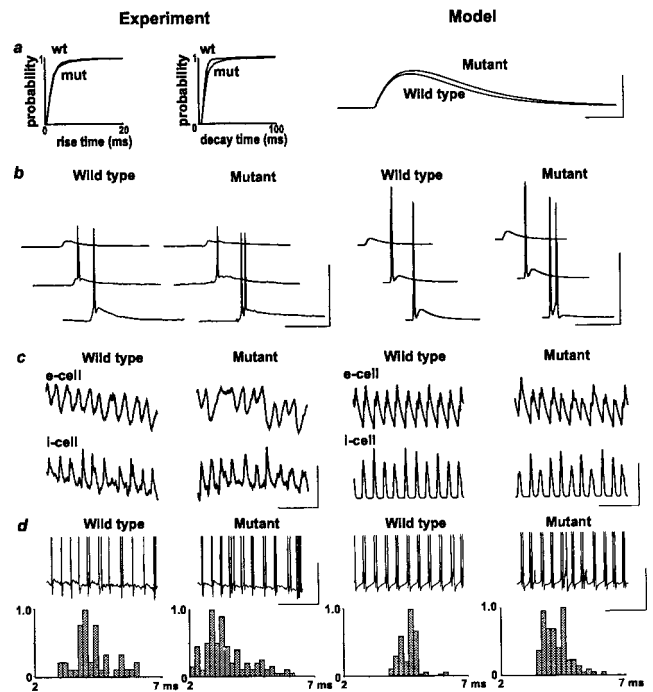 Experiment Model
a wt mut probability 1 0 20 rise time (ms)
wt mut probability 1 0 100 decay time (ms)
Mutant
Wild type
b Wild type Mutant Wild type Mutant
c Wild type Mutant Wild type Mutant
e-cell e-cell
i-cell i-cell
d Wild type Mutant Wild type Mutant
1.0 1.0 1.0 1.0
2 7 ms 2 7 ms 2 7 ms 2 7 ms